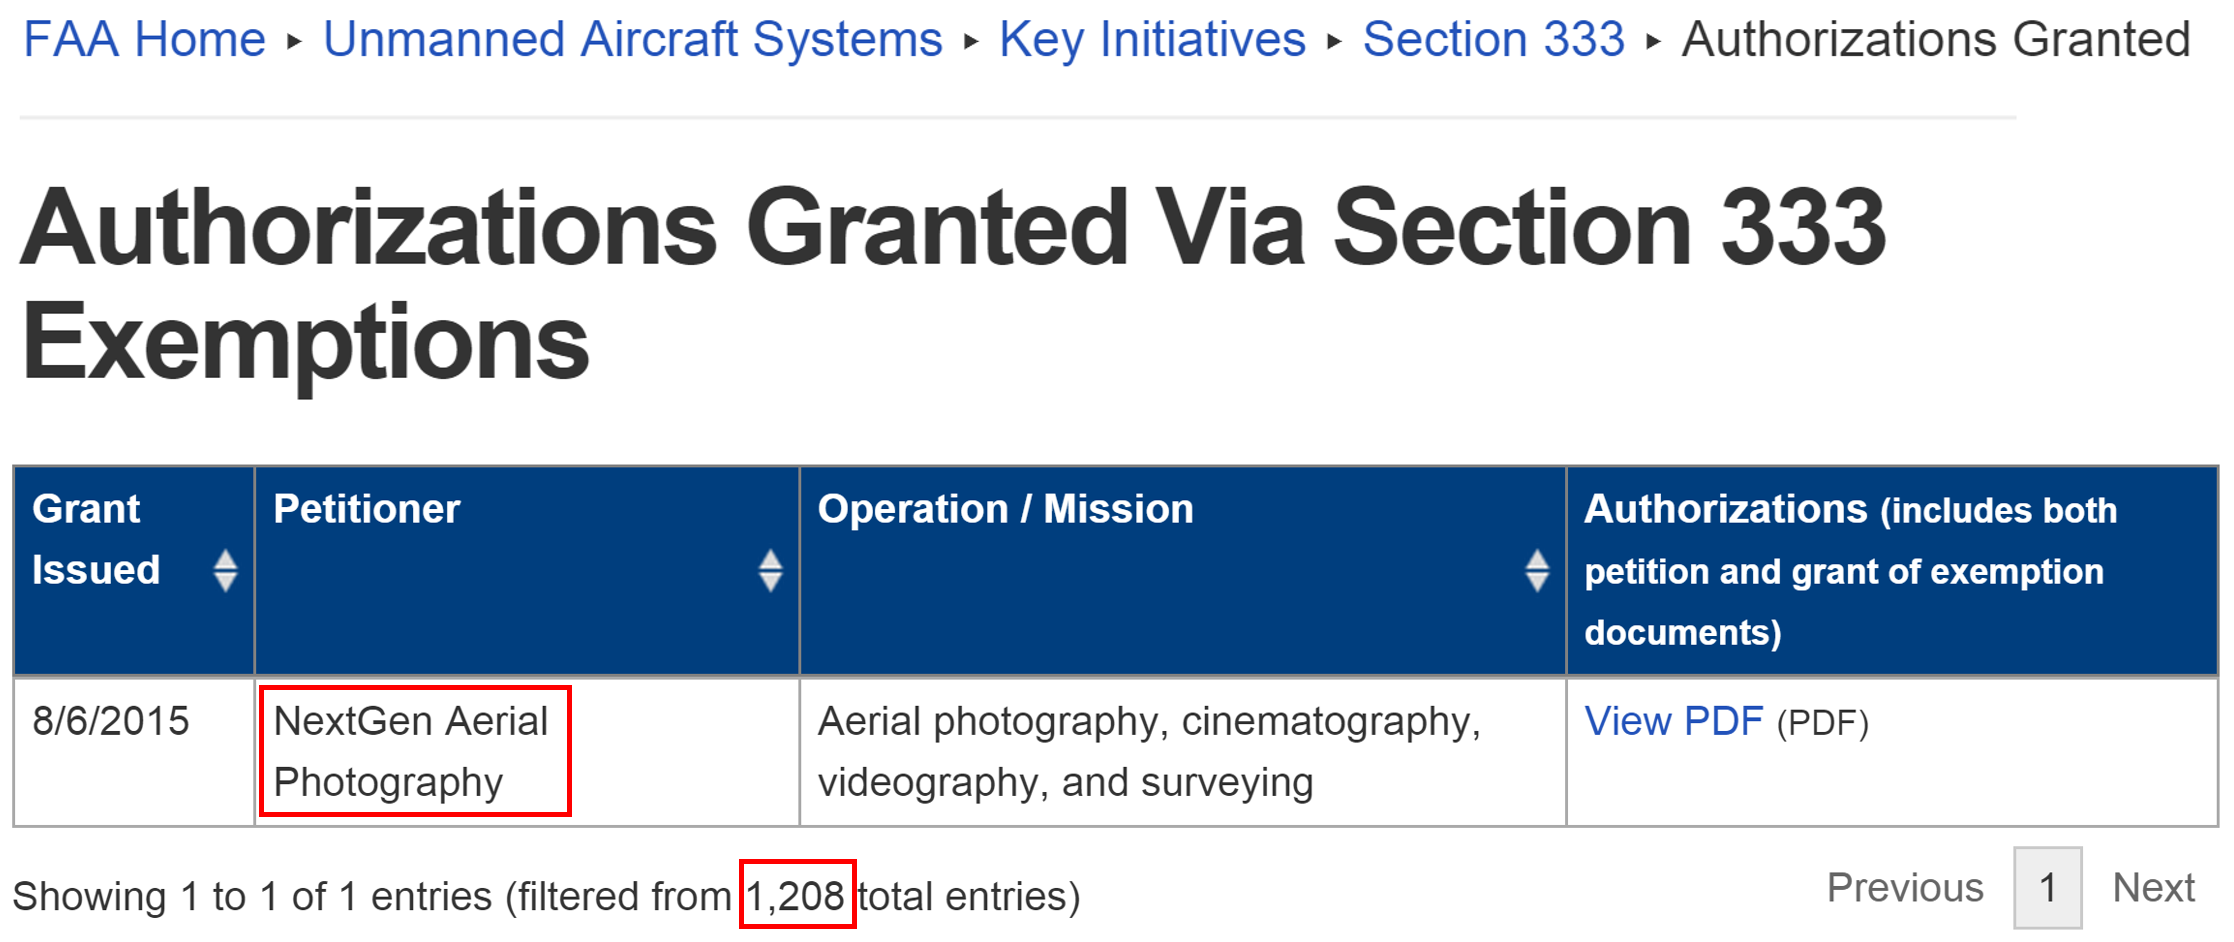 FAA Home ▸ Unmanned Aircraft Systems ▸ Key Initiatives ▸ Section 333 ▸ Authorizations Granted
Authorizations Granted Via Section 333
Exemptions
Grant
Issued
Petitioner
Operation / Mission
Authorizations (includes both
petition and grant of exemption
documents)
8/6/2015
NextGen Aerial
Photography
Aerial photography, cinematography,
videography, and surveying
View PDF (PDF)
Showing 1 to 1 of 1 entries (filtered from 1,208 total entries)
Previous 1 Next